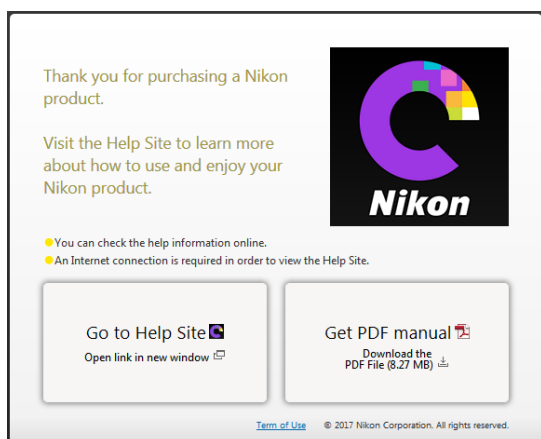 Thank you for purchasing a Nikon
product.
Visit the Help Site to learn more
about how to use and enjoy your
Nikon product.
Nikon
You can check the help information online.
An Internet connection is required in order to view the Help Site.
Go to Help Site
Open link in new window
Get PDF manual
Download the
PDF File (8.27 MB)
Term of Use © 2017 Nikon Corporation. All rights reserved.